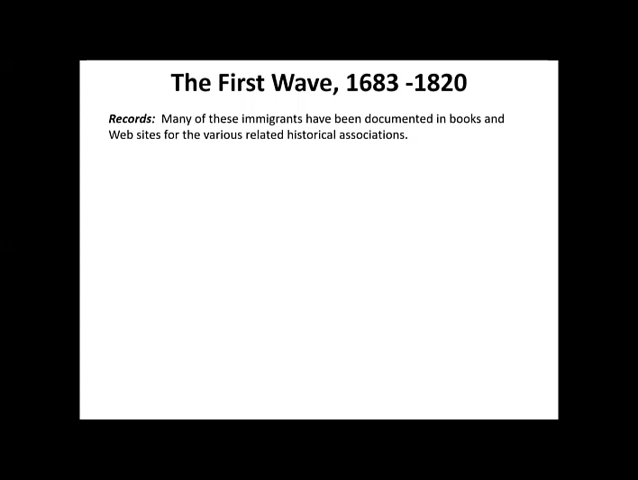 The First Wave, 1683 -1820
Records: Many of these immigrants have been documented in books and
Web sites for the various related historical associations.